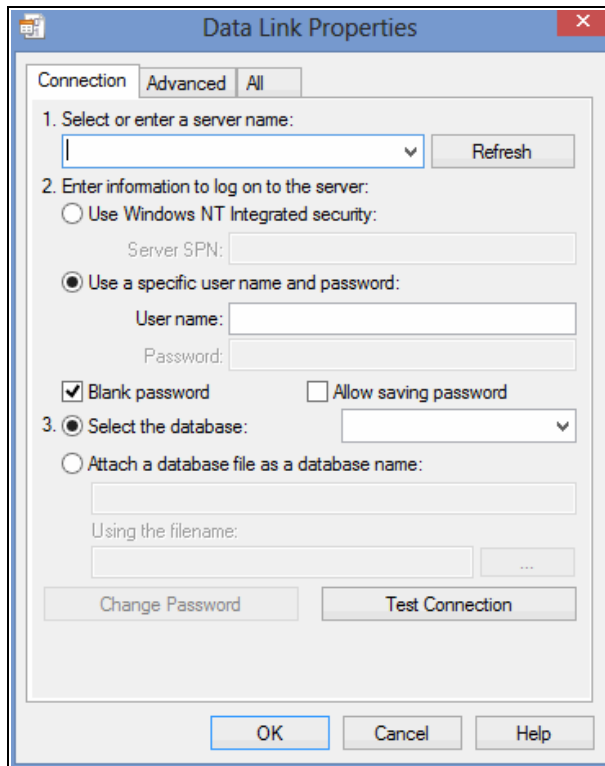 Data Link Properties
Connection Advanced All
1. Select or enter a server name:
Refresh
2. Enter information to log on to the server:
Use Windows NT Integrated security:
Server SPN:
Use a specific user name and password:
User name:
Password:
Blank password Allow saving password
3. Select the database:
Attach a database file as a database name:
Using the filename:
...
Change Password Test Connection
OK Cancel Help